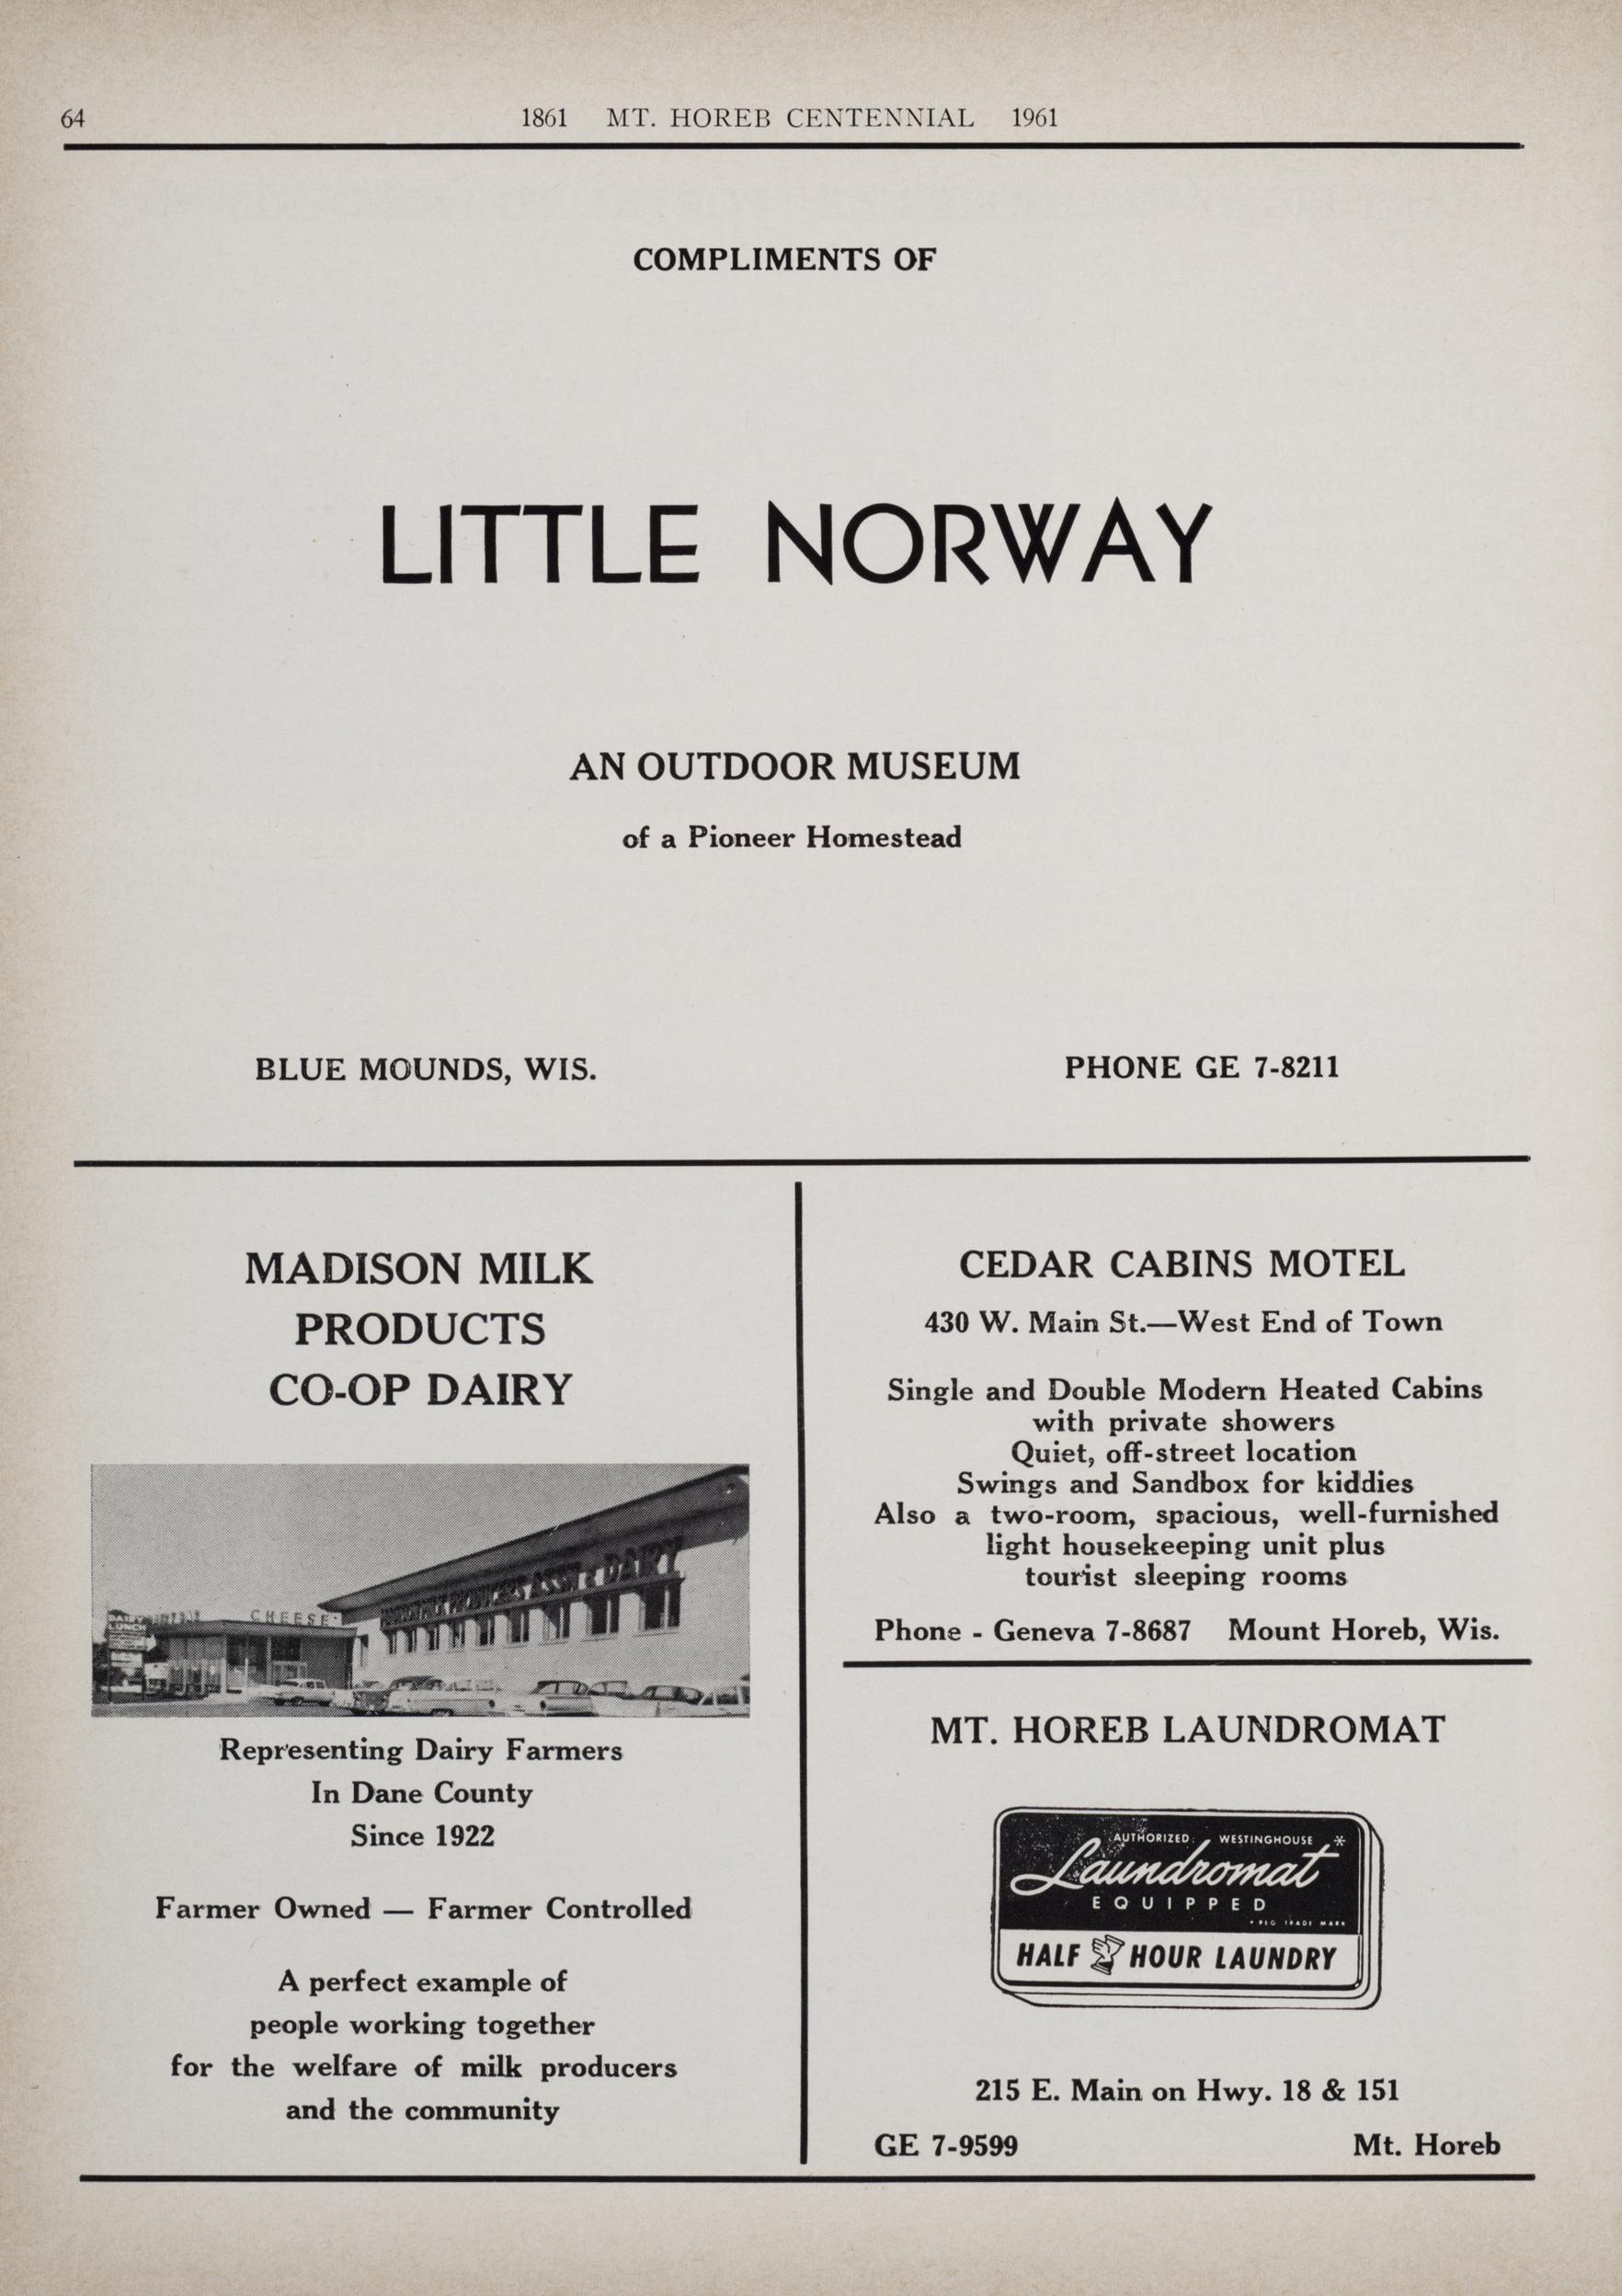 64
1861 MT. HOREB CENTENNIAL 1961
COMPLIMENTS OF
LITTLE NORWAY
AN OUTDOOR MUSEUM
of a Pioneer Homestead
BLUE MOUNDS, WIS.
PHONE GE 7-8211
MADISON MILK
PRODUCTS
CO-OP DAIRY
CHEESE
PRODUCERS ASS'N & DAIRY
Representing Dairy Farmers
In Dane County
Since 1922
Farmer Owned — Farmer Controlled
A perfect example of
people working together
for the welfare of milk producers
and the community
CEDAR CABINS MOTEL
430 W. Main St.—West End of Town
Single and Double Modern Heated Cabins
with private showers
Quiet, off-street location
Swings and Sandbox for kiddies
Also a two-room, spacious, well-furnished
light housekeeping unit plus
tourist sleeping rooms
Phone - Geneva 7-8687 Mount Horeb, Wis.
MT. HOREB LAUNDROMAT
AUTHORIZED WESTINGHOUSE *
Laundromat
EQUIPPED
* REG TRADE MARK
HALF HOUR LAUNDRY
215 E. Main on Hwy. 18 & 151
GE 7-9599
Mt. Horeb